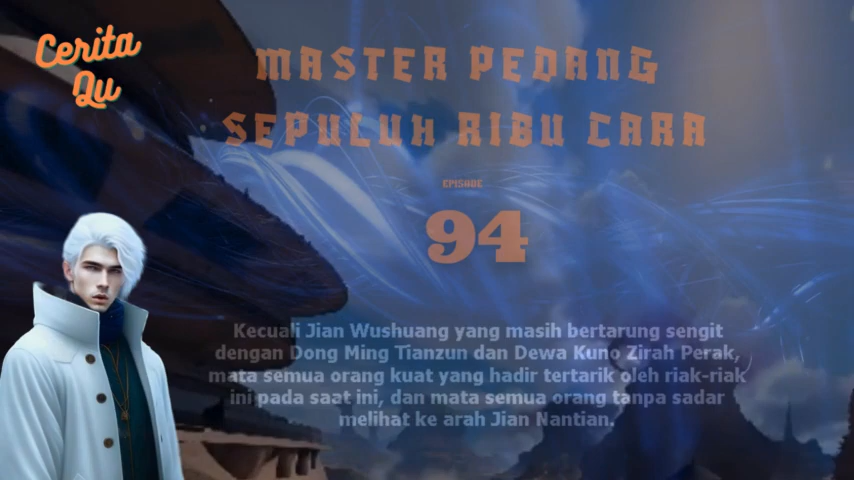 Cerita
Qu
MASTER PEDANG
SEPULUH RIBU CARA
EPISODE
94
Kecuali Jian Wushuang yang masih bertarung sengit
dengan Dong Ming Tianzun dan Dewa Kuno Zirah Perak,
mata semua orang kuat yang hadir tertarik oleh riak-riak
ini pada saat ini, dan mata semua orang tanpa sadar
melihat ke arah Jian Nantian.